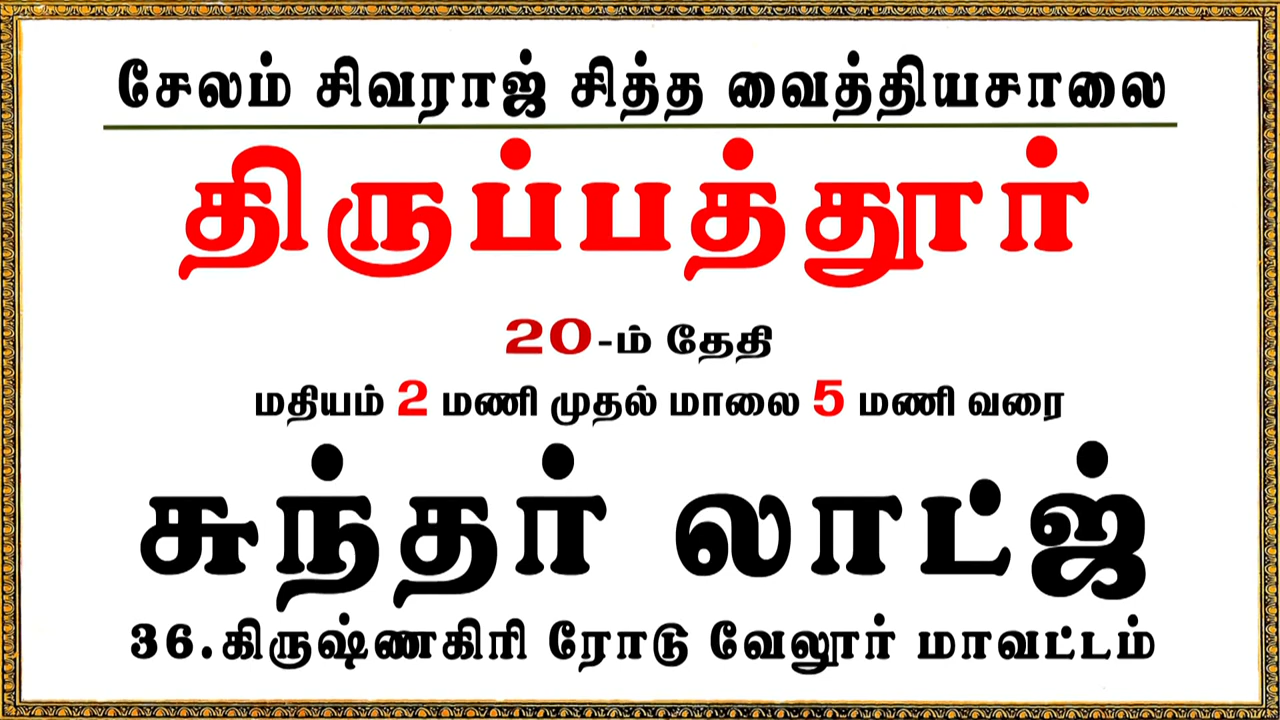 சேலம் சிவராஜ் சித்த வைத்தியசாலை
திருப்பத்தூர்
20-ம் தேதி
மதியம் 2 மணி முதல் மாலை 5 மணி வரை
சுந்தர் லாட்ஜ்
36.கிருஷ்ணகிரி ரோடு வேலூர் மாவட்டம்